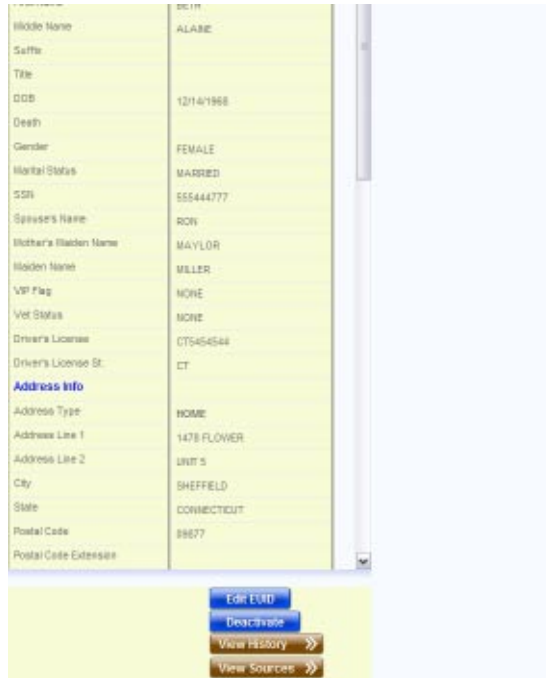 BETH
Middle Name ALAINE
Suffix
Title
DOB 12/14/1968
Death
Gender FEMALE
Marital Status MARRIED
SSN 555444777
Spouse's Name RON
Mother's Maiden Name MAYLOR
Maiden Name MILLER
VIP Flag NONE
Vet Status NONE
Driver's License CT5454544
Driver's License St. CT
Address Info
Address Type HOME
Address Line 1 1478 FLOWER
Address Line 2 UNIT 5
City SHEFFIELD
State CONNECTICUT
Postal Code 09877
Postal Code Extension
Edit EUID
Deactivate
View History
View Sources